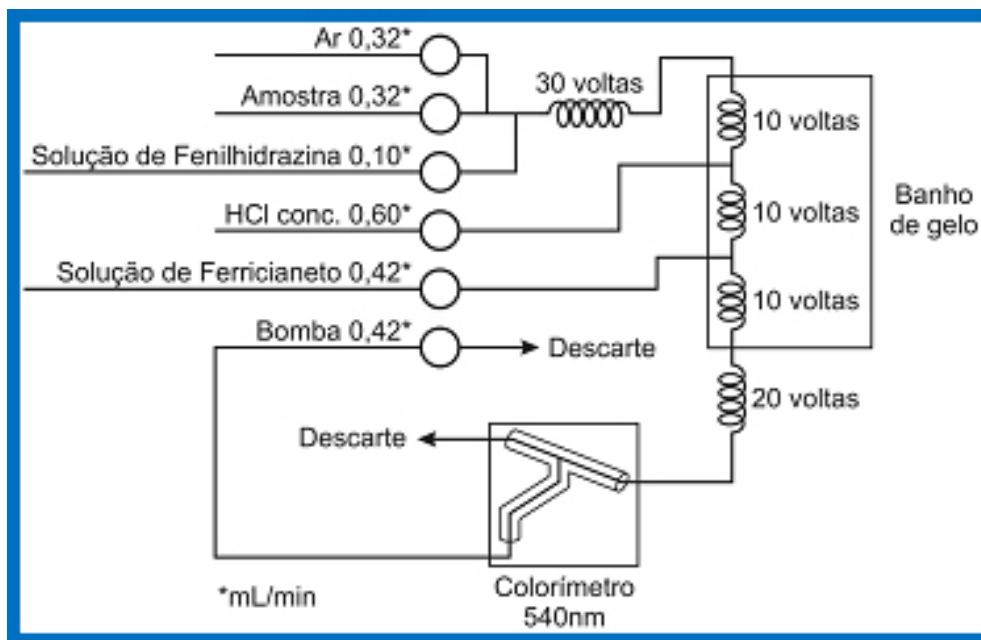 Ar 0,32*
30 voltas
Amostra 0,32*
10 voltas
Solução de Fenilhidrazina 0,10*
HCl conc. 0,60*
10 voltas
Banho
de gelo
Solução de Ferricianeto 0,42*
10 voltas
Bomba 0,42*
Descarte
20 voltas
Descarte
*mL/min
Colorímetro
540nm